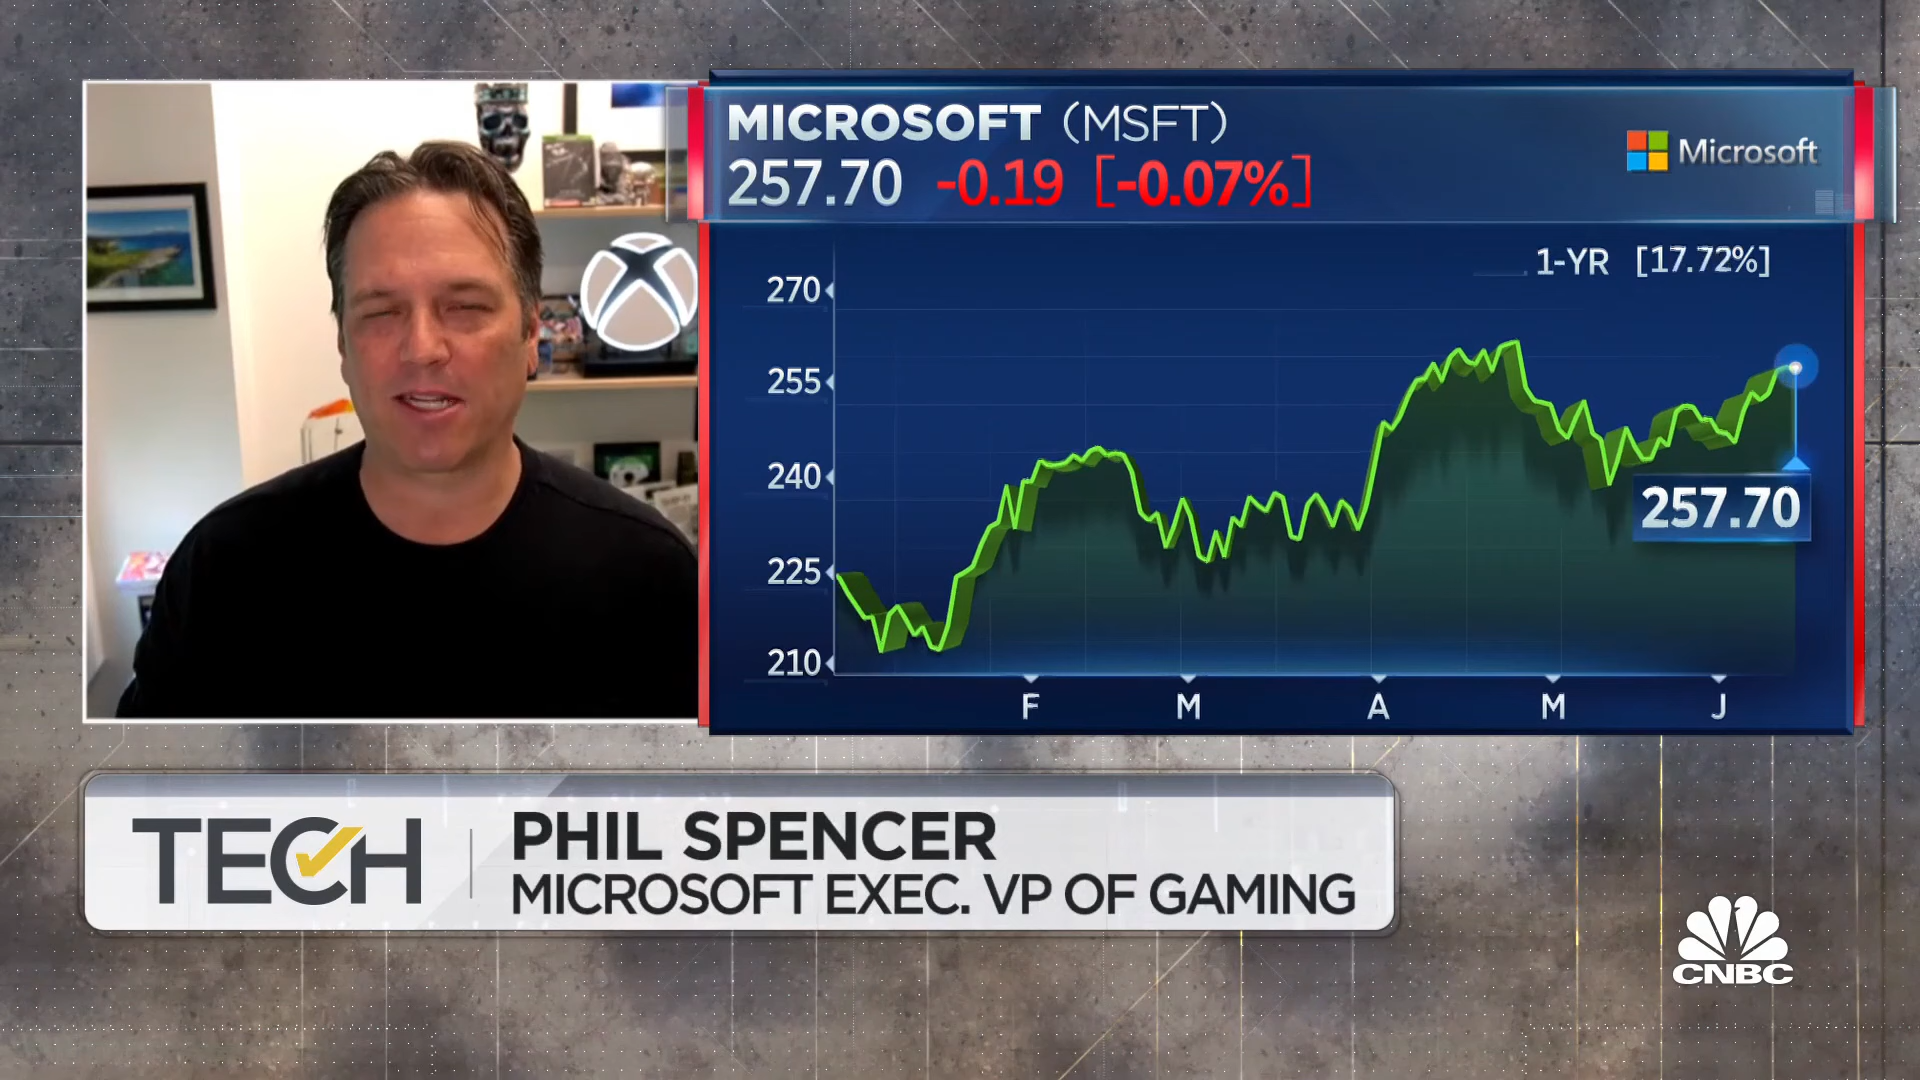 MICROSOFT (MSFT)
257.70 -0.19 [-0.07%]
Microsoft
1-YR [17.72%]
270
255
240
225
210
257.70
F M A M J
TECH
PHIL SPENCER
MICROSOFT EXEC. VP OF GAMING
CNBC